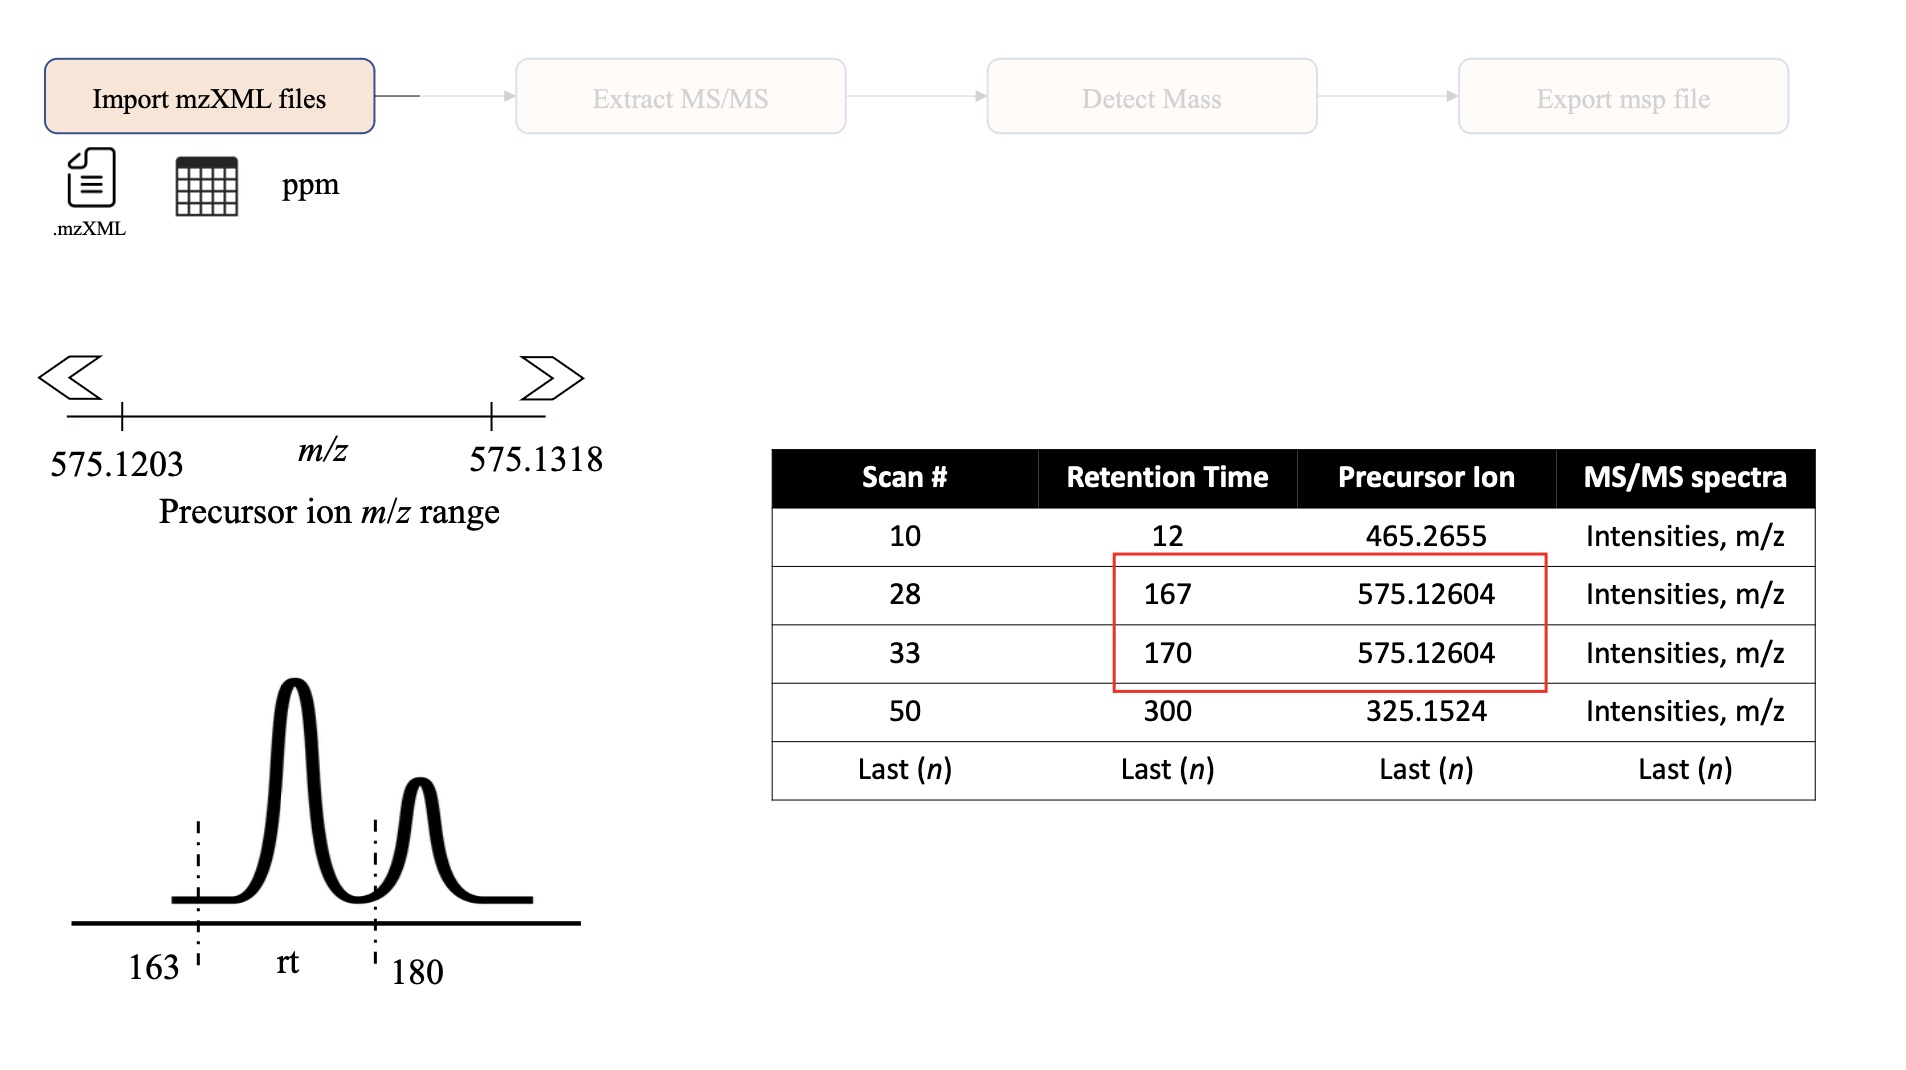 Import mzXML files
Extract MS/MS
Detect Mass
Export msp file
.mzXML
ppm
575.1203
m/z
575.1318
Precursor ion m/z range
Scan # Retention Time Precursor Ion MS/MS spectra
10 12 465.2655 Intensities, m/z
28 167 575.12604 Intensities, m/z
33 170 575.12604 Intensities, m/z
50 300 325.1524 Intensities, m/z
Last (n) Last (n) Last (n) Last (n)
163
rt
180